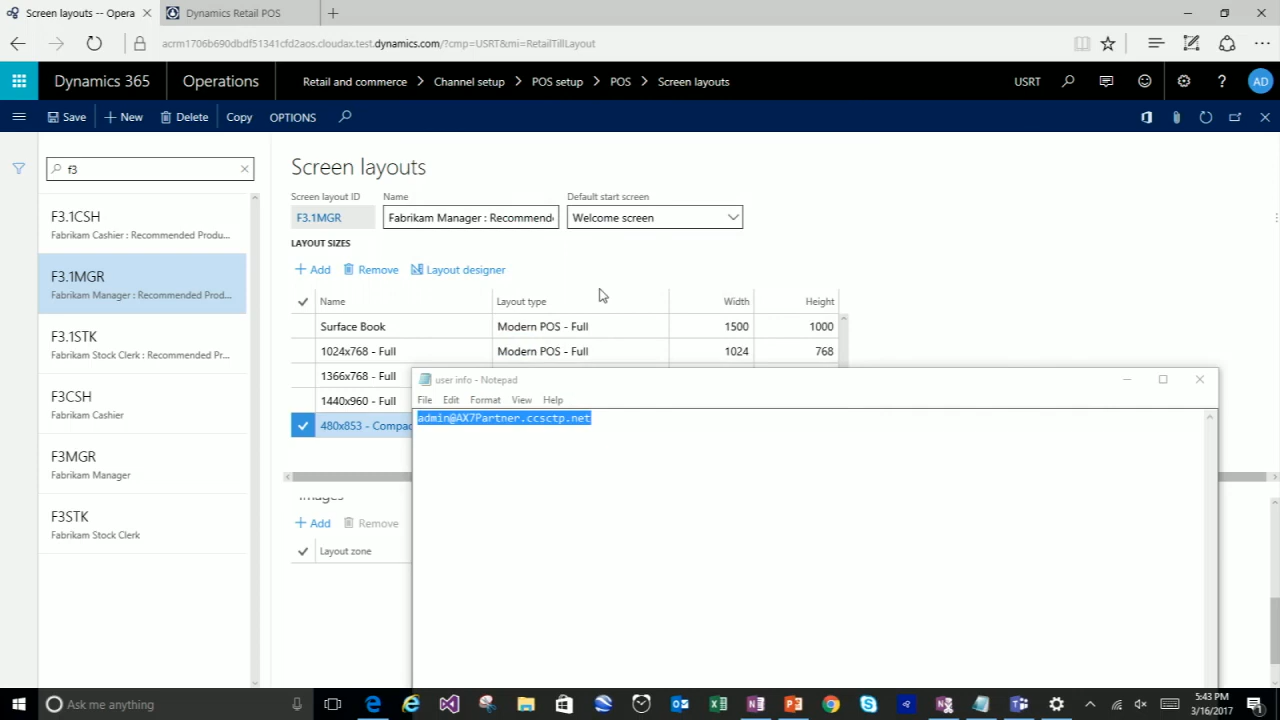 Screen layouts -- Opera
Dynamics Retail POS
acrm1706b690dbdf51341cfd2aos.cloudax.test.dynamics.com/?cmp=USRT&mi=RetailTillLayout
Dynamics 365
Operations
Retail and commerce > Channel setup > POS setup > POS > Screen layouts
USRT
AD
Save
New
Delete
Copy
OPTIONS
f3
F3.1CSH
Fabrikam Cashier : Recommended Produ...
F3.1MGR
Fabrikam Manager : Recommended Prod...
F3.1STK
Fabrikam Stock Clerk : Recommended Pr...
F3CSH
Fabrikam Cashier
F3MGR
Fabrikam Manager
F3STK
Fabrikam Stock Clerk
Screen layouts
Screen layout ID
Name
Default start screen
F3.1MGR
Fabrikam Manager : Recommend
Welcome screen
LAYOUT SIZES
Add
Remove
Layout designer
Name
Layout type
Width
Height
Surface Book
Modern POS - Full
1500
1000
1024x768 - Full
Modern POS - Full
1024
768
1366x768 - Full
1440x960 - Full
480x853 - Compac
Images
Add
Remove
Layout zone
user info - Notepad
File
Edit
Format
View
Help
admin@AX7Partner.ccsctp.net
Ask me anything
5:43 PM
3/16/2017
1